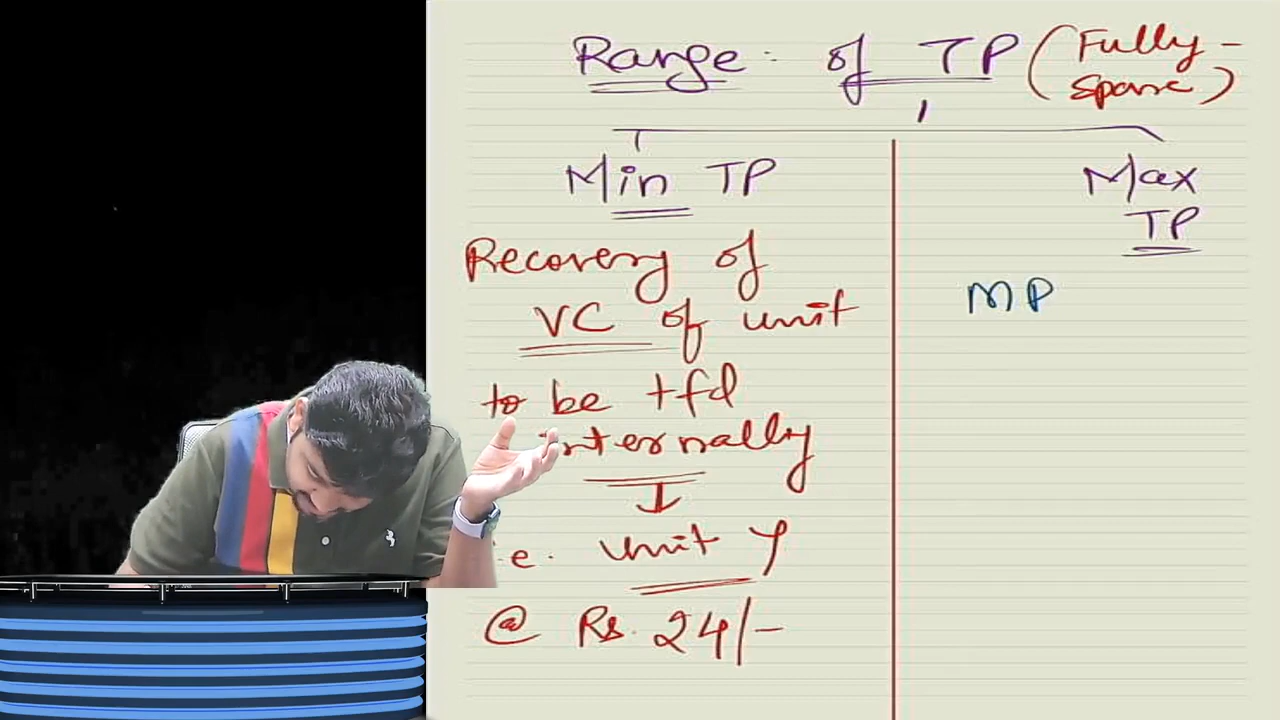 Range: of TP (Fully-
Spare)
Min TP
Recovery of
VC of unit
to be tfd
internally
i.e. unit Y
@ Rs. 24/-
Max
TP
MP